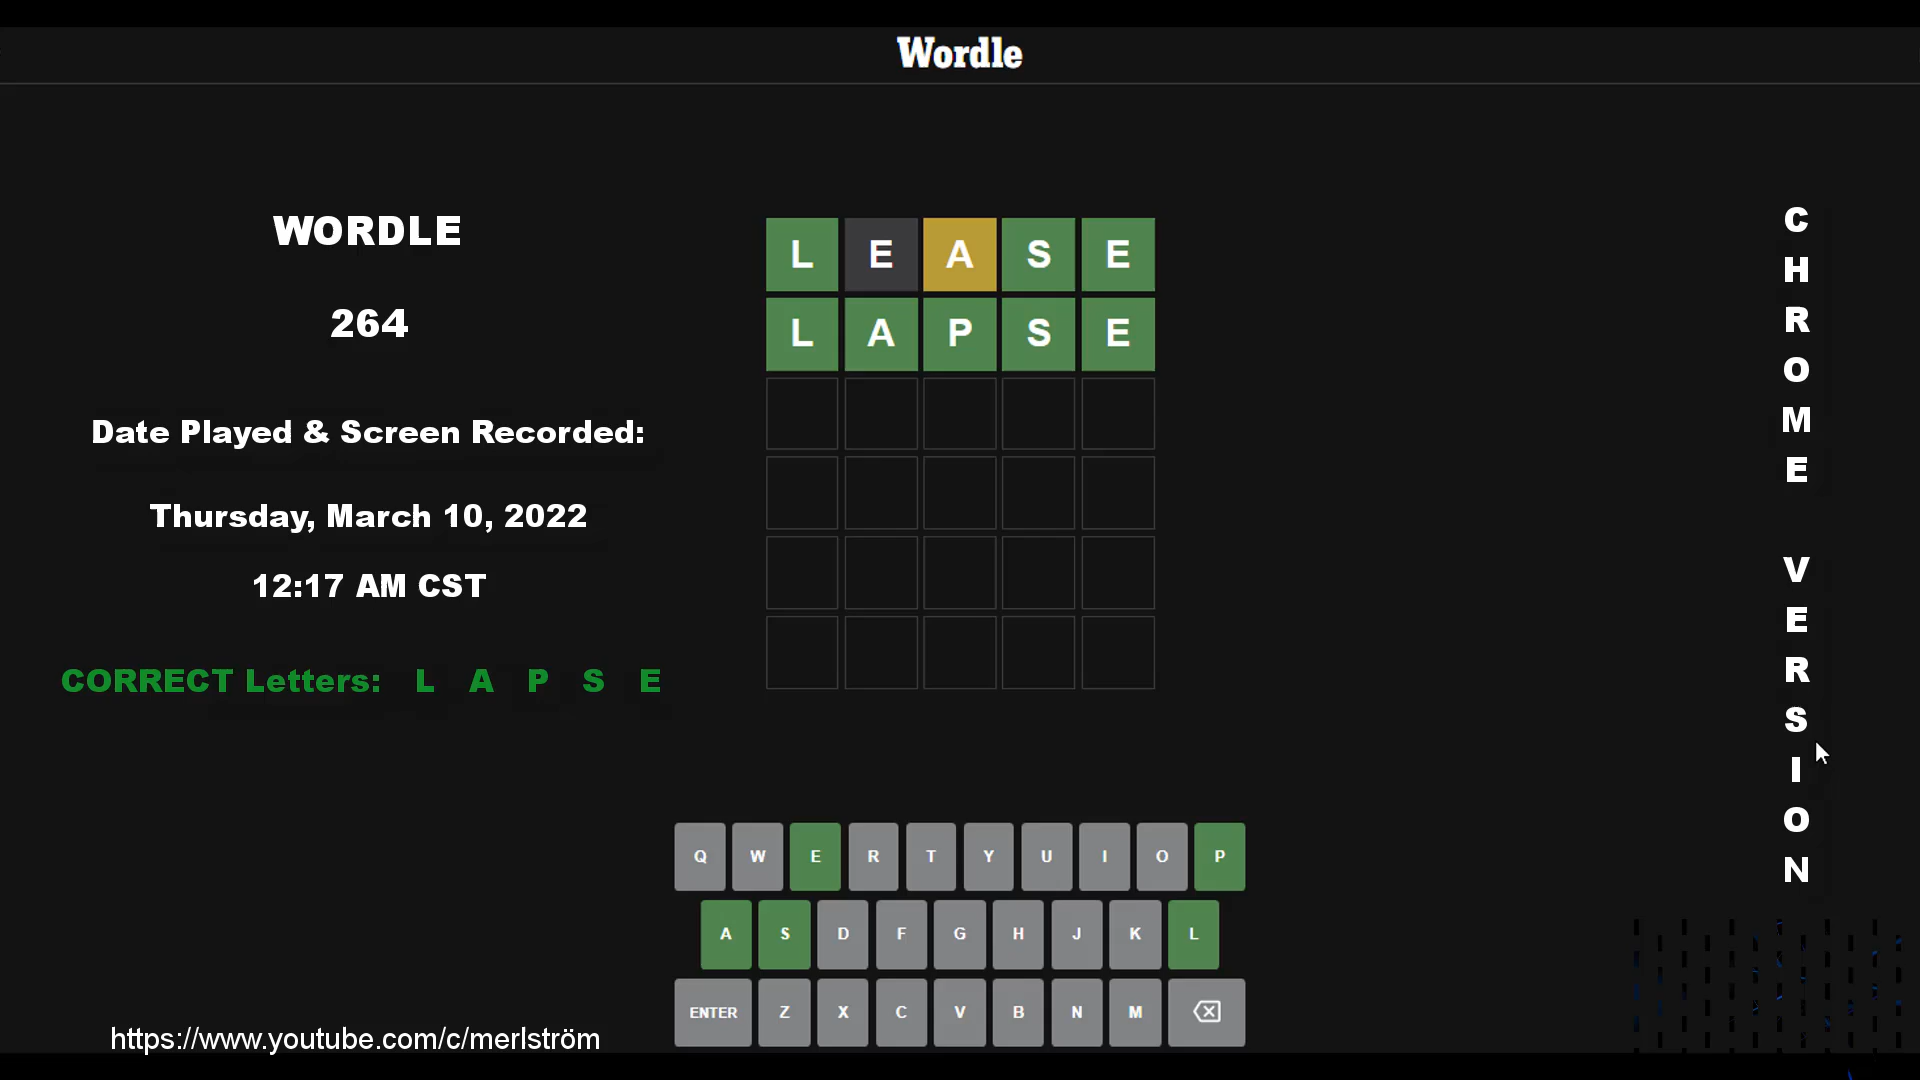 Wordle
WORDLE
264
Date Played & Screen Recorded:
Thursday, March 10, 2022
12:17 AM CST
CORRECT Letters: L A P S E
https://www.youtube.com/c/merlström
L E A S E
L A P S E
Q W E R T Y U I O P
A S D F G H J K L
ENTER Z X C V B N M
C
H
R
O
M
E
V
E
R
S
I
O
N